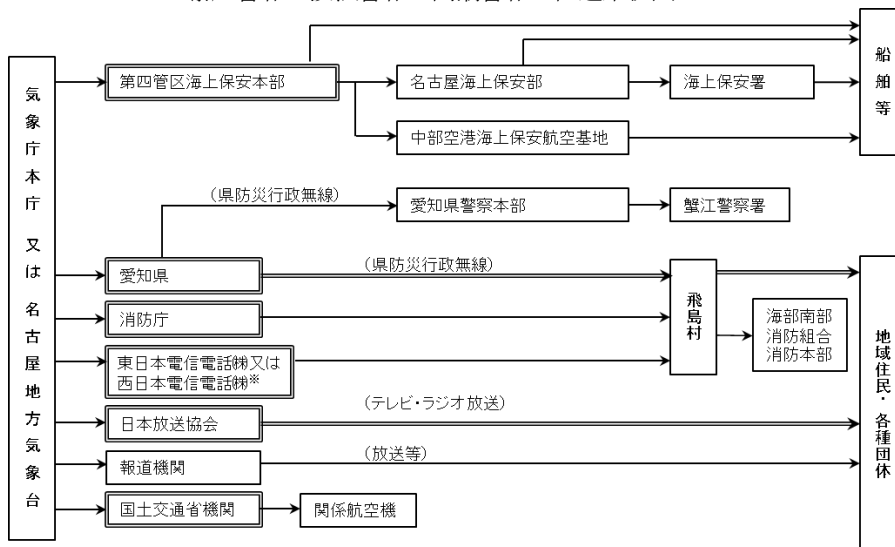 気象庁本庁 又は 名古屋地方気象台
第四管区海上保安本部
名古屋海上保安部
海上保安署
船舶等
中部空港海上保安航空基地
(県防災行政無線)
愛知県警察本部
蟹江警察署
愛知県
(県防災行政無線)
飛島村
消防庁
海部南部
消防組合
消防本部
東日本電信電話㈱又は
西日本電信電話㈱※
地域住民・各種団体
日本放送協会
(テレビ・ラジオ放送)
報道機関
(放送等)
国土交通省機関
関係航空機